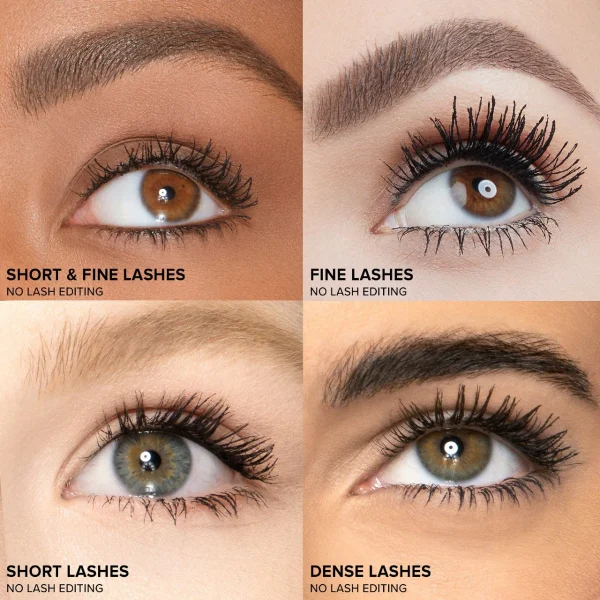 SHORT & FINE LASHES
NO LASH EDITING
FINE LASHES
NO LASH EDITING
SHORT LASHES
NO LASH EDITING
DENSE LASHES
NO LASH EDITING